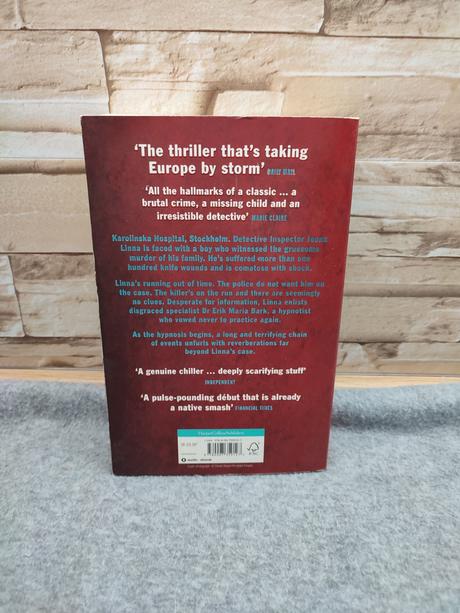 ‘The thriller that’s taking
Europe by storm’ DAILY MAIL
‘All the hallmarks of a classic ... a
brutal crime, a missing child and an
irresistible detective’ MARIE CLAIRE
Karolinska Hospital, Stockholm. Detective Inspector Joona
Linna is faced with a boy who witnessed the gruesome
murder of his family. He's suffered more than one
hundred knife wounds and is comatose with shock.
Linna's running out of time. The police do not want him on
the case. The killer's on the run and there are seemingly
no clues. Desperate for information, Linna enlists
disgraced specialist Dr Erik Maria Bark, a hypnotist
who vowed never to practice again.
As the hypnosis begins, a long and terrifying chain
of events unfurls with reverberations far
beyond Linna's case.
‘A genuine chiller ... deeply scarifying stuff’
INDEPENDENT
‘A pulse-pounding début that is already
a native smash’ FINANCIAL TIMES
HarperCollinsPublishers